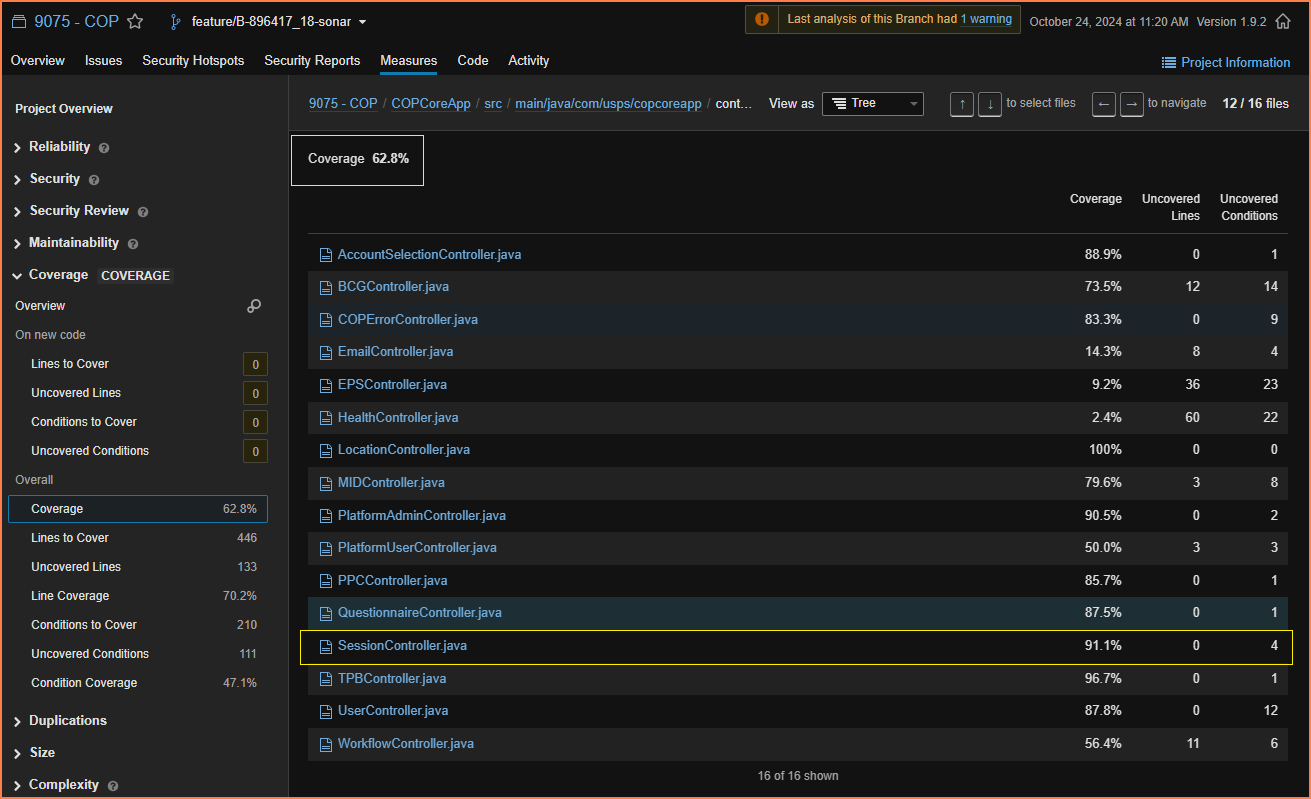 9075 - COP feature/B-896417_18-sonar Last analysis of this Branch had 1 warning October 24, 2024 at 11:20 AM Version 1.9.2
Overview Issues Security Hotspots Security Reports Measures Code Activity Project Information
Project Overview
Reliability
Security
Security Review
Maintainability
Coverage COVERAGE
Overview
On new code
Lines to Cover 0
Uncovered Lines 0
Conditions to Cover 0
Uncovered Conditions 0
Overall
Coverage 62.8%
Lines to Cover 446
Uncovered Lines 133
Line Coverage 70.2%
Conditions to Cover 210
Uncovered Conditions 111
Condition Coverage 47.1%
Duplications
Size
Complexity
9075 - COP / COPCoreApp / src / main/java/com/usps/copcoreapp / cont... View as Tree ↑ ↓ to select files ← → to navigate 12 / 16 files
Coverage 62.8%
Coverage Uncovered Lines Uncovered Conditions
AccountSelectionController.java 88.9% 0 1
BCGController.java 73.5% 12 14
COPErrorController.java 83.3% 0 9
EmailController.java 14.3% 8 4
EPSController.java 9.2% 36 23
HealthController.java 2.4% 60 22
LocationController.java 100% 0 0
MIDController.java 79.6% 3 8
PlatformAdminController.java 90.5% 0 2
PlatformUserController.java 50.0% 3 3
PPCController.java 85.7% 0 1
QuestionnaireController.java 87.5% 0 1
SessionController.java 91.1% 0 4
TPBController.java 96.7% 0 1
UserController.java 87.8% 0 12
WorkflowController.java 56.4% 11 6
16 of 16 shown